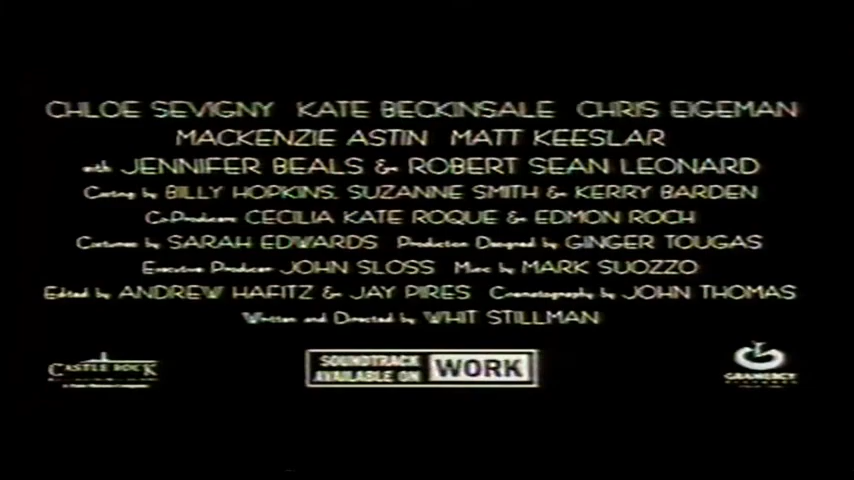 CHLOE SEVIGNY KATE BECKINSALE CHRIS EIGEMAN
MACKENZIE ASTIN MATT KEESLAR
with JENNIFER BEALS & ROBERT SEAN LEONARD
Casting by BILLY HOPKINS, SUZANNE SMITH & KERRY BARDEN
Co-Producers CECILIA KATE ROQUE & EDMON ROCH
Costumes by SARAH EDWARDS Production Designed by GINGER TOUGAS
Executive Producer JOHN SLOSS Music by MARK SUOZZO
Edited by ANDREW HAFITZ & JAY PIRES Cinematography by JOHN THOMAS
Written and Directed by WHIT STILLMAN
CASTLE ROCK
SOUNDTRACK
AVAILABLE ON WORK
GRAMERCY
PICTURES